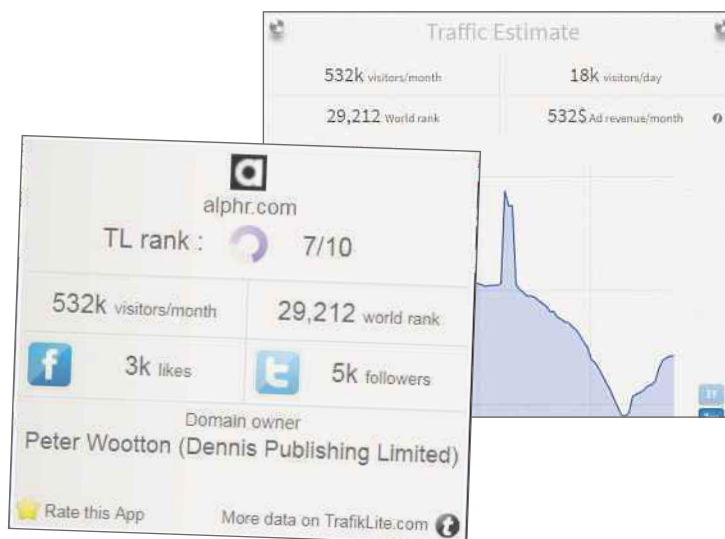 Traffic Estimate
532k visitors/month
18k visitors/day
29,212 World rank
532$ Ad revenue/month
alphr.com
TL rank : 7/10
532k visitors/month
29,212 world rank
3k likes
5k followers
Domain owner
Peter Wootton (Dennis Publishing Limited)
Rate this App
More data on TrafikLite.com
1Y